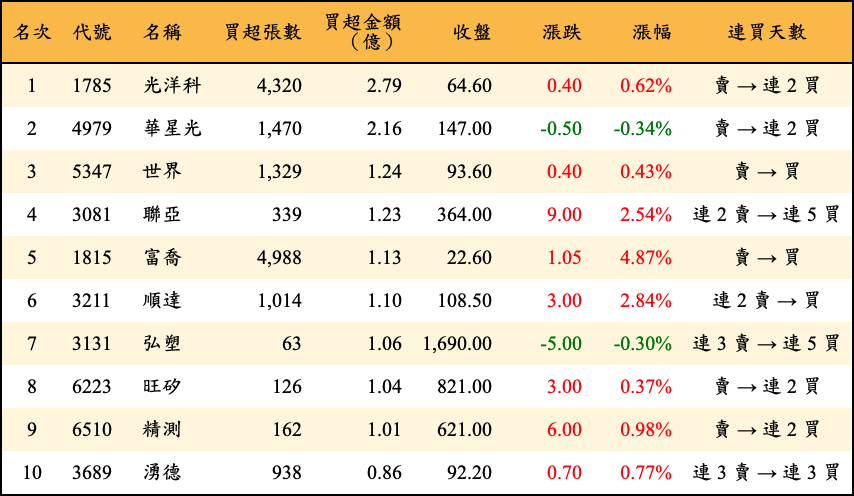 名次 代號 名稱 買超張數 買超金額（億） 收盤 漲跌 漲幅 連買天數
1 1785 光洋科 4,320 2.79 64.60 0.40 0.62% 賣 → 連 2 買
2 4979 華星光 1,470 2.16 147.00 -0.50 -0.34% 賣 → 連 2 買
3 5347 世界 1,329 1.24 93.60 0.40 0.43% 賣 → 買
4 3081 聯亞 339 1.23 364.00 9.00 2.54% 連 2 賣 → 連 5 買
5 1815 富喬 4,988 1.13 22.60 1.05 4.87% 賣 → 買
6 3211 順達 1,014 1.10 108.50 3.00 2.84% 連 2 賣 → 買
7 3131 弘塑 63 1.06 1,690.00 -5.00 -0.30% 連 3 賣 → 連 5 買
8 6223 旺矽 126 1.04 821.00 3.00 0.37% 賣 → 連 2 買
9 6510 精測 162 1.01 621.00 6.00 0.98% 賣 → 連 2 買
10 3689 湧德 938 0.86 92.20 0.70 0.77% 連 3 賣 → 連 3 買